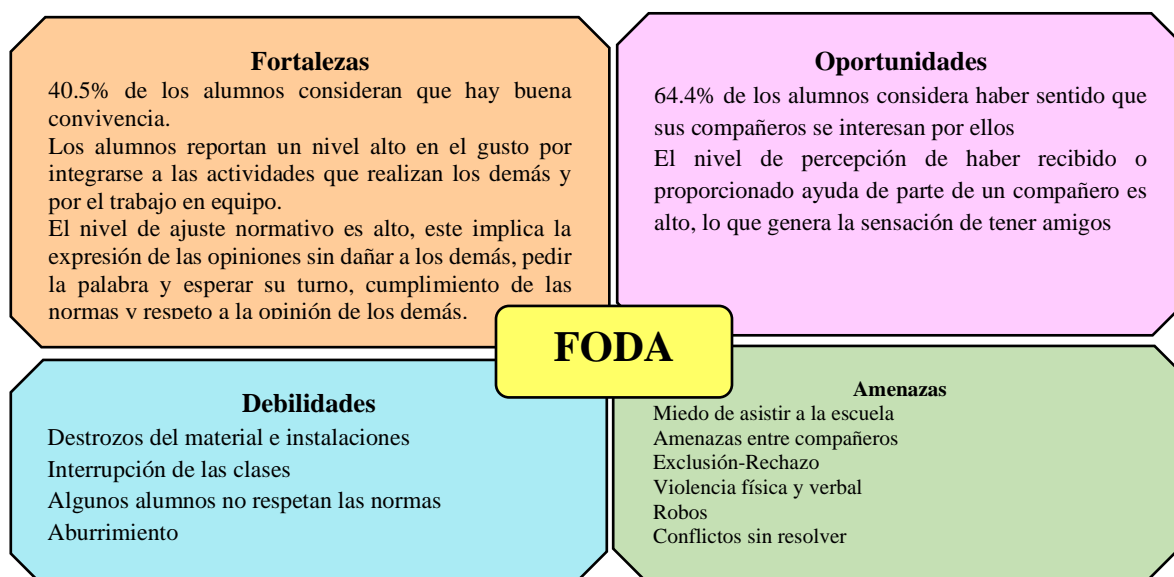 Fortalezas
40.5% de los alumnos consideran que hay buena
convivencia.
Los alumnos reportan un nivel alto en el gusto por
integrarse a las actividades que realizan los demás y
por el trabajo en equipo.
El nivel de ajuste normativo es alto, este implica la
expresión de las opiniones sin dañar a los demás, pedir
la palabra y esperar su turno, cumplimiento de las
normas y respeto a la opinión de los demás.
Oportunidades
64.4% de los alumnos considera haber sentido que
sus compañeros se interesan por ellos
El nivel de percepción de haber recibido o
proporcionado ayuda de parte de un compañero es
alto, lo que genera la sensación de tener amigos
FODA
Debilidades
Destrozos del material e instalaciones
Interrupción de las clases
Algunos alumnos no respetan las normas
Aburrimiento
Amenazas
Miedo de asistir a la escuela
Amenazas entre compañeros
Exclusión-Rechazo
Violencia física y verbal
Robos
Conflictos sin resolver